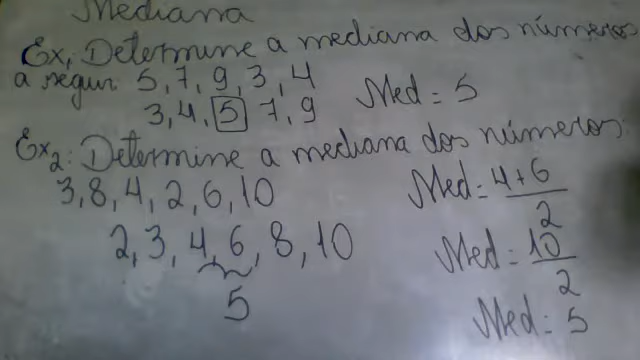 Mediana
Ex1: Determine a mediana dos números
a seguir 5, 7, 9, 3, 4
3, 4, 5, 7, 9 Med = 5
Ex2: Determine a mediana dos números:
3, 8, 4, 2, 6, 10
2, 3, 4, 6, 8, 10
5
Med = 4+6/2
Med = 10/2
Med = 5